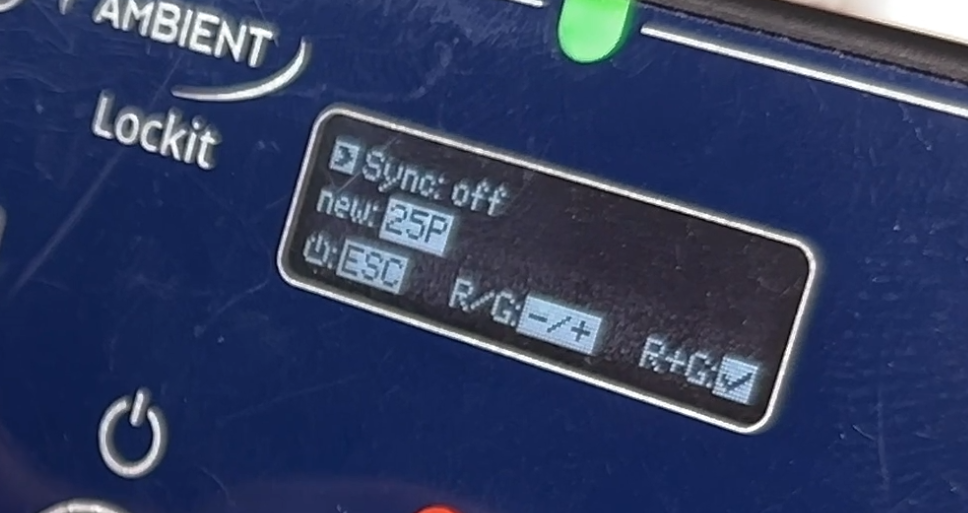 AMBIENT
Lockit
Sync: off
new: 25P
⏻: ESC R/G: -/+ R+G: ✓